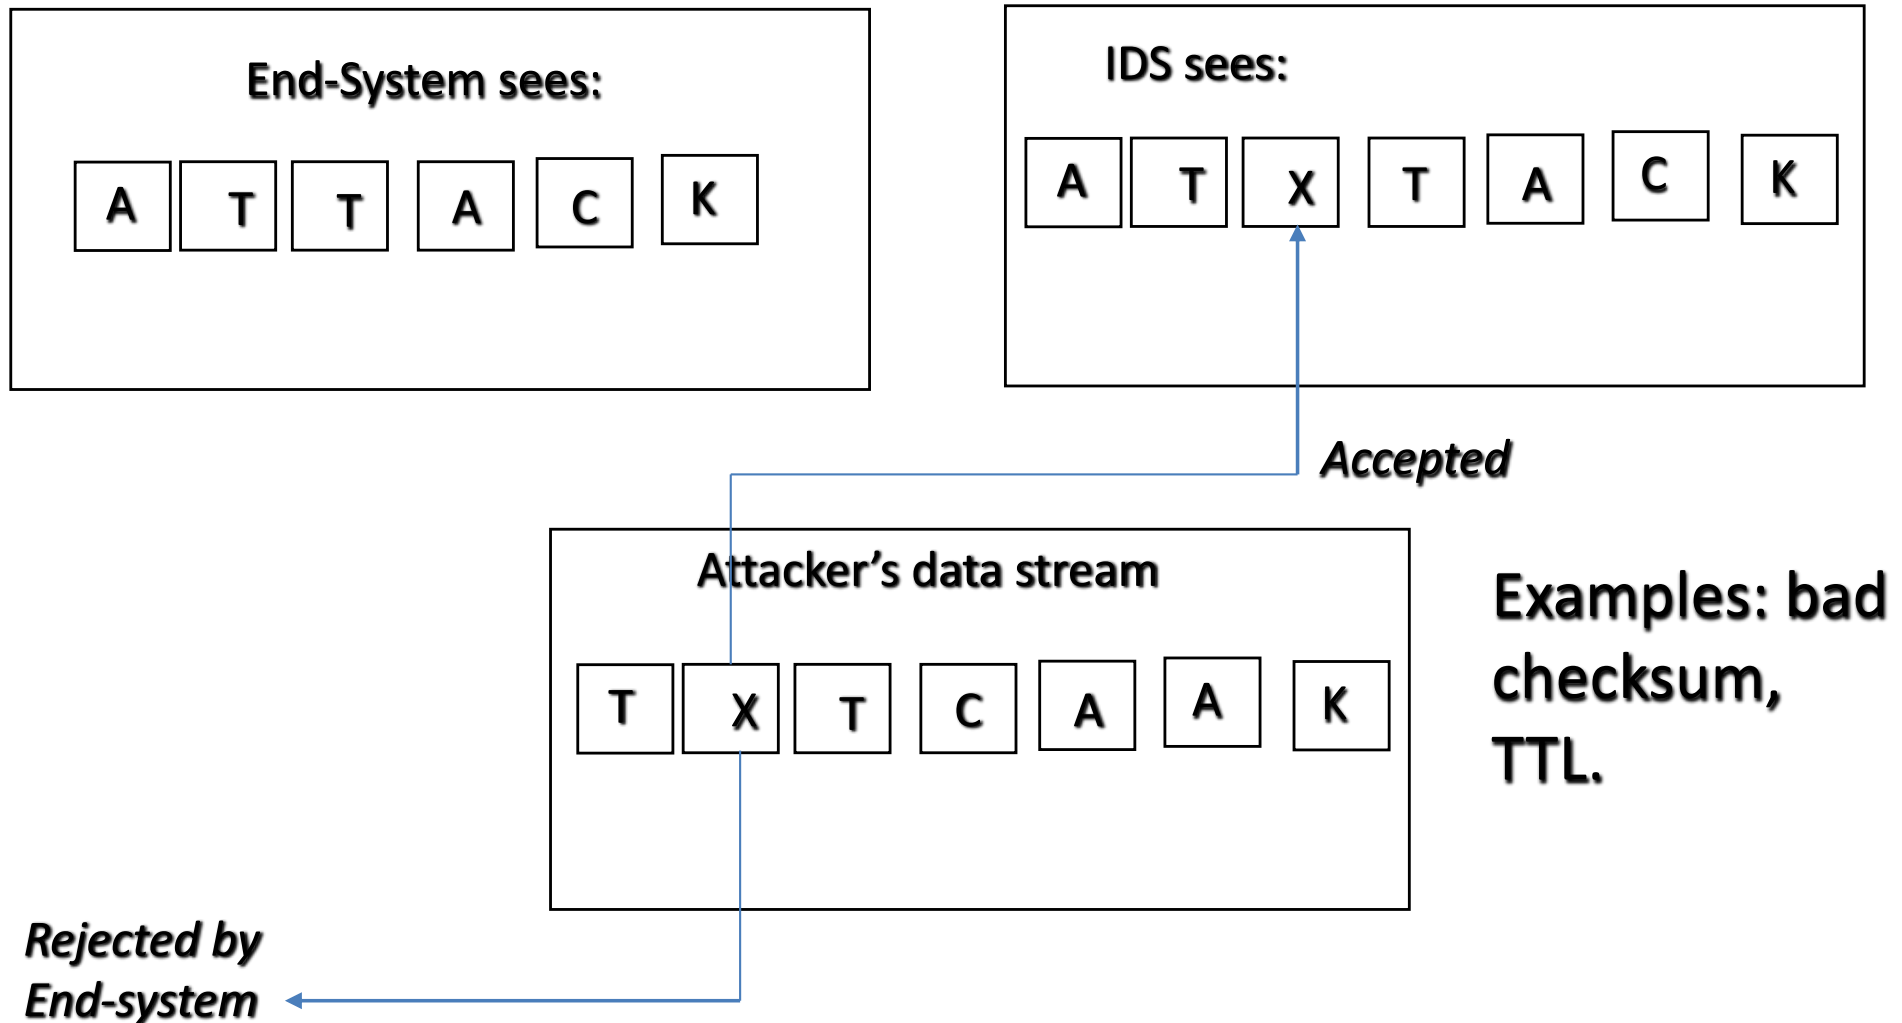 End-System sees:
A T T A C K
IDS sees:
A T X T A C K
Accepted
Attacker’s data stream
T X T C A A K
Examples: bad
checksum,
TTL.
Rejected by
End-system